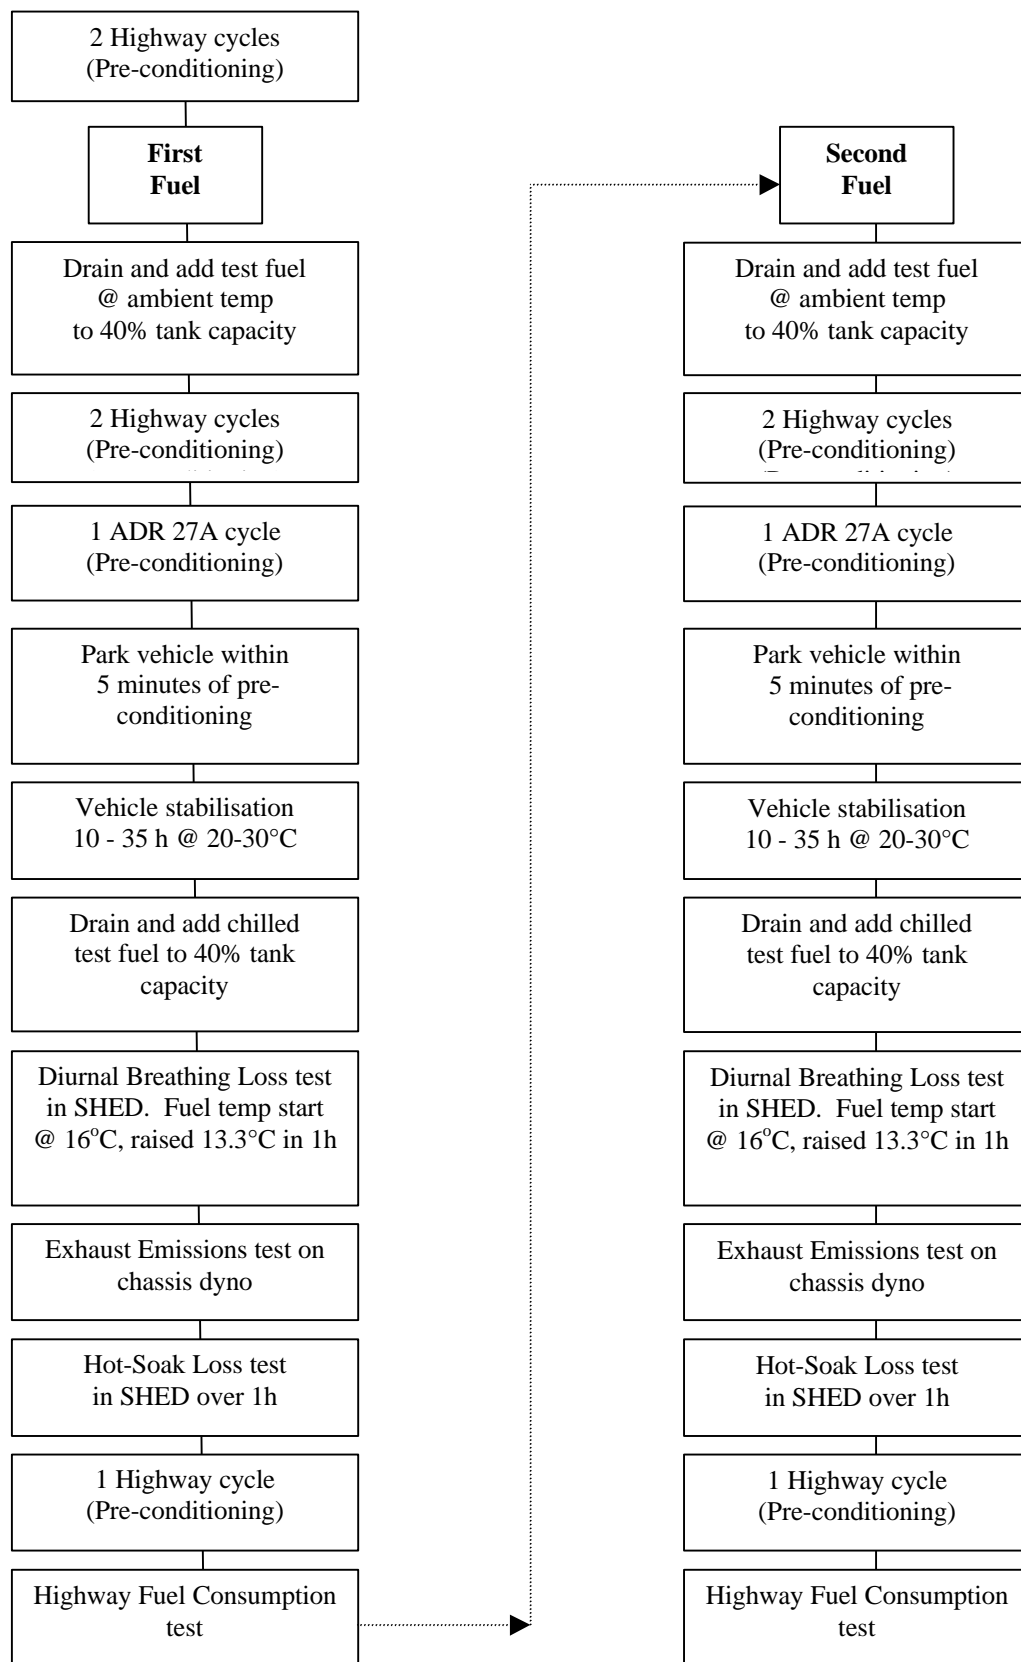 2 Highway cycles
(Pre-conditioning)
First
Fuel
Drain and add test fuel
@ ambient temp
to 40% tank capacity
2 Highway cycles
(Pre-conditioning)
1 ADR 27A cycle
(Pre-conditioning)
Park vehicle within
5 minutes of pre-
conditioning
Vehicle stabilisation
10 - 35 h @ 20-30°C
Drain and add chilled
test fuel to 40% tank
capacity
Diurnal Breathing Loss test
in SHED.  Fuel temp start
@ 16°C, raised 13.3°C in 1h
Exhaust Emissions test on
chassis dyno
Hot-Soak Loss test
in SHED over 1h
1 Highway cycle
(Pre-conditioning)
Highway Fuel Consumption
test
Second
Fuel
Drain and add test fuel
@ ambient temp
to 40% tank capacity
2 Highway cycles
(Pre-conditioning)
1 ADR 27A cycle
(Pre-conditioning)
Park vehicle within
5 minutes of pre-
conditioning
Vehicle stabilisation
10 - 35 h @ 20-30°C
Drain and add chilled
test fuel to 40% tank
capacity
Diurnal Breathing Loss test
in SHED.  Fuel temp start
@ 16°C, raised 13.3°C in 1h
Exhaust Emissions test on
chassis dyno
Hot-Soak Loss test
in SHED over 1h
1 Highway cycle
(Pre-conditioning)
Highway Fuel Consumption
test